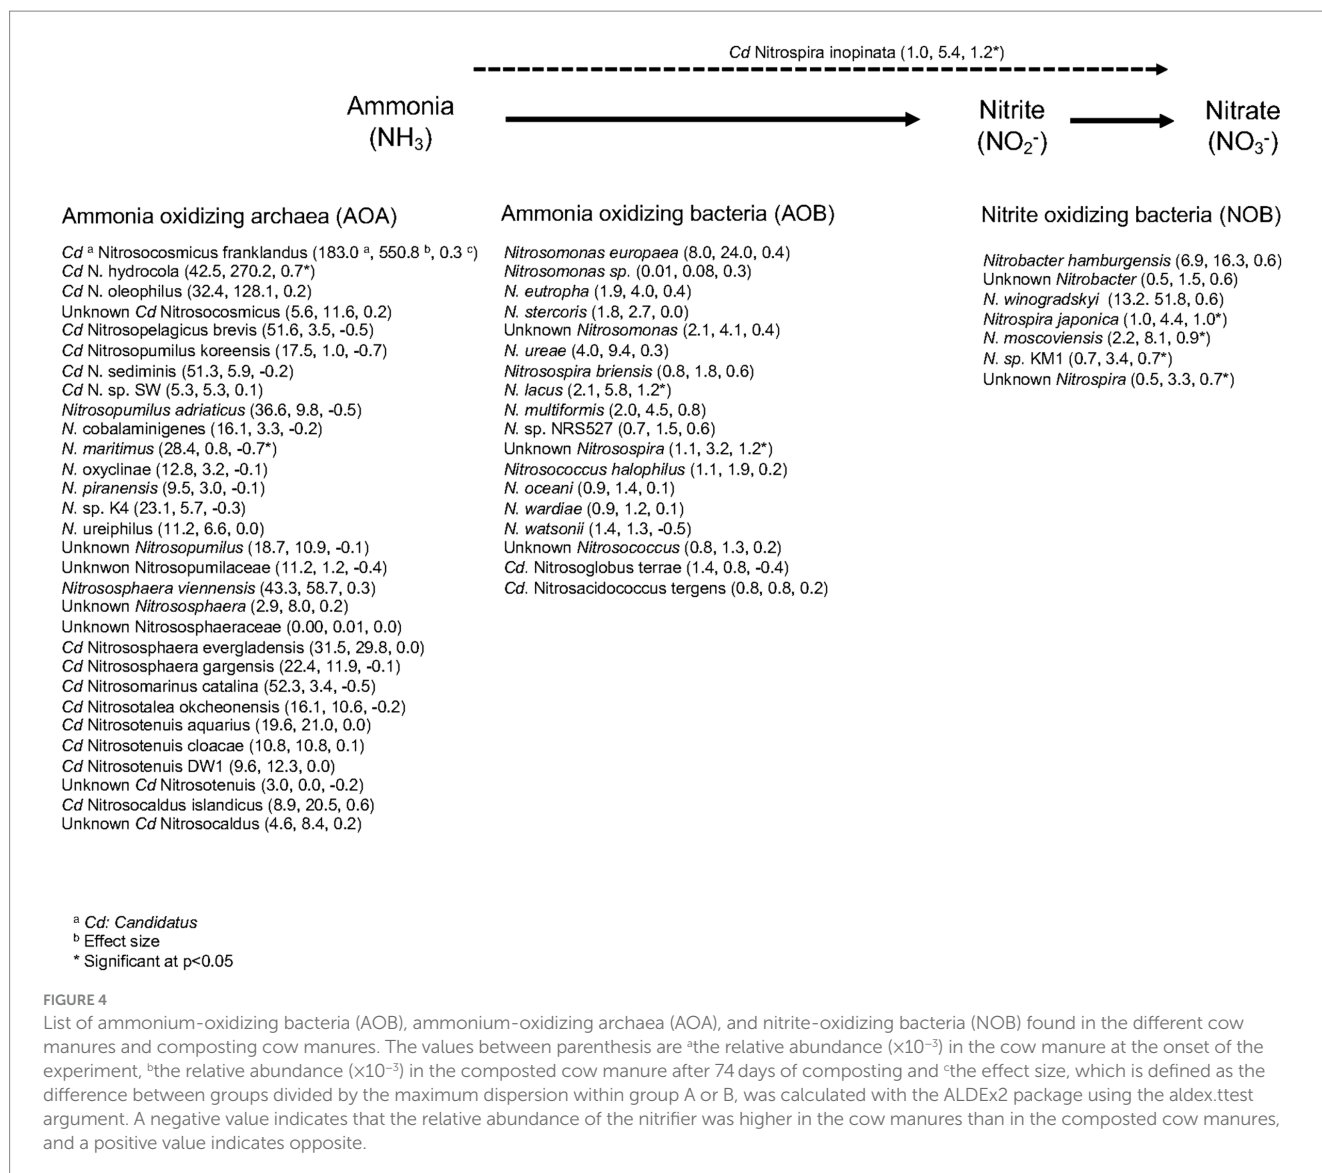 Cd Nitrospira inopinata (1.0, 5.4, 1.2*)
Ammonia
(NH₃)
Nitrite
(NO₂⁻)
Nitrate
(NO₃⁻)
Ammonia oxidizing archaea (AOA)
Cd ᵃ Nitrosocosmicus franklandus (183.0 ᵃ, 550.8 ᵇ, 0.3 ᶜ)
Cd N. hydrocola (42.5, 270.2, 0.7*)
Cd N. oleophilus (32.4, 128.1, 0.2)
Unknown Cd Nitrosocosmicus (5.6, 11.6, 0.2)
Cd Nitrosopelagicus brevis (51.6, 3.5, -0.5)
Cd Nitrosopumilus koreensis (17.5, 1.0, -0.7)
Cd N. sediminis (51.3, 5.9, -0.2)
Cd N. sp. SW (5.3, 5.3, 0.1)
Nitrosopumilus adriaticus (36.6, 9.8, -0.5)
N. cobalaminigenes (16.1, 3.3, -0.2)
N. maritimus (28.4, 0.8, -0.7*)
N. oxyclinae (12.8, 3.2, -0.1)
N. piranensis (9.5, 3.0, -0.1)
N. sp. K4 (23.1, 5.7, -0.3)
N. ureiphilus (11.2, 6.6, 0.0)
Unknown Nitrosopumilus (18.7, 10.9, -0.1)
Unknwon Nitrosopumilaceae (11.2, 1.2, -0.4)
Nitrososphaera viennensis (43.3, 58.7, 0.3)
Unknown Nitrososphaera (2.9, 8.0, 0.2)
Unknown Nitrososphaeraceae (0.00, 0.01, 0.0)
Cd Nitrososphaera evergladensis (31.5, 29.8, 0.0)
Cd Nitrososphaera gargensis (22.4, 11.9, -0.1)
Cd Nitrosomarinus catalina (52.3, 3.4, -0.5)
Cd Nitrosotalea okcheonensis (16.1, 10.6, -0.2)
Cd Nitrosotenuis aquarius (19.6, 21.0, 0.0)
Cd Nitrosotenuis cloacae (10.8, 10.8, 0.1)
Cd Nitrosotenuis DW1 (9.6, 12.3, 0.0)
Unknown Cd Nitrosotenuis (3.0, 0.0, -0.2)
Cd Nitrosocaldus islandicus (8.9, 20.5, 0.6)
Unknown Cd Nitrosocaldus (4.6, 8.4, 0.2)
Ammonia oxidizing bacteria (AOB)
Nitrosomonas europaea (8.0, 24.0, 0.4)
Nitrosomonas sp. (0.01, 0.08, 0.3)
N. eutropha (1.9, 4.0, 0.4)
N. stercoris (1.8, 2.7, 0.0)
Unknown Nitrosomonas (2.1, 4.1, 0.4)
N. ureae (4.0, 9.4, 0.3)
Nitrosospira briensis (0.8, 1.8, 0.6)
N. lacus (2.1, 5.8, 1.2*)
N. multiformis (2.0, 4.5, 0.8)
N. sp. NRS527 (0.7, 1.5, 0.6)
Unknown Nitrosospira (1.1, 3.2, 1.2*)
Nitrosococcus halophilus (1.1, 1.9, 0.2)
N. oceani (0.9, 1.4, 0.1)
N. wardiae (0.9, 1.2, 0.1)
N. watsonii (1.4, 1.3, -0.5)
Unknown Nitrosococcus (0.8, 1.3, 0.2)
Cd. Nitrosoglobus terrae (1.4, 0.8, -0.4)
Cd. Nitrosacidococcus tergens (0.8, 0.8, 0.2)
Nitrite oxidizing bacteria (NOB)
Nitrobacter hamburgensis (6.9, 16.3, 0.6)
Unknown Nitrobacter (0.5, 1.5, 0.6)
N. winogradskyi (13.2. 51.8, 0.6)
Nitrospira japonica (1.0, 4.4, 1.0*)
N. moscoviensis (2.2, 8.1, 0.9*)
N. sp. KM1 (0.7, 3.4, 0.7*)
Unknown Nitrospira (0.5, 3.3, 0.7*)
ᵃ Cd: Candidatus
ᵇ Effect size
* Significant at p<0.05
FIGURE 4
List of ammonium-oxidizing bacteria (AOB), ammonium-oxidizing archaea (AOA), and nitrite-oxidizing bacteria (NOB) found in the different cow
manures and composting cow manures. The values between parenthesis are ᵃthe relative abundance (×10⁻³) in the cow manure at the onset of the
experiment, ᵇthe relative abundance (×10⁻³) in the composted cow manure after 74 days of composting and ᶜthe effect size, which is defined as the
difference between groups divided by the maximum dispersion within group A or B, was calculated with the ALDEx2 package using the aldex.ttest
argument. A negative value indicates that the relative abundance of the nitrifier was higher in the cow manures than in the composted cow manures,
and a positive value indicates opposite.